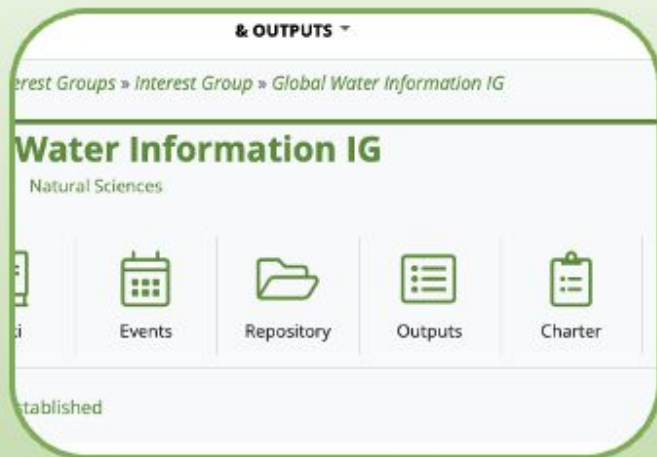 & OUTPUTS
erest Groups » Interest Group » Global Water Information IG
Water Information IG
Natural Sciences
Events Repository Outputs Charter
stablished